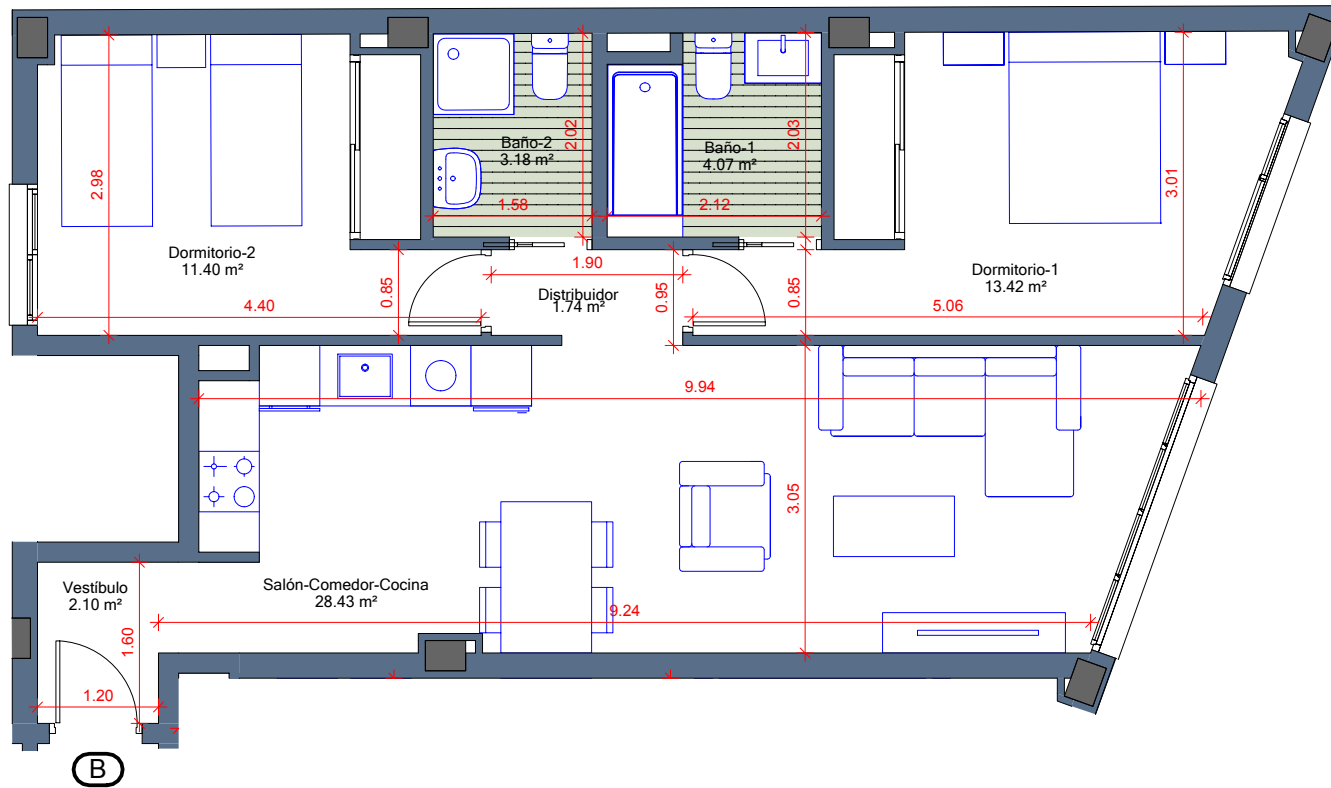 2.98
Dormitorio-2
11.40 m²
4.40
0.85
Baño-2
3.18 m²
2.02
1.58
Baño-1
4.07 m²
2.03
2.12
1.90
Distribuidor
1.74 m²
0.95
0.85
Dormitorio-1
13.42 m²
3.01
5.06
9.94
3.05
Vestíbulo
2.10 m²
1.60
1.20
Salón-Comedor-Cocina
28.43 m²
9.24
B